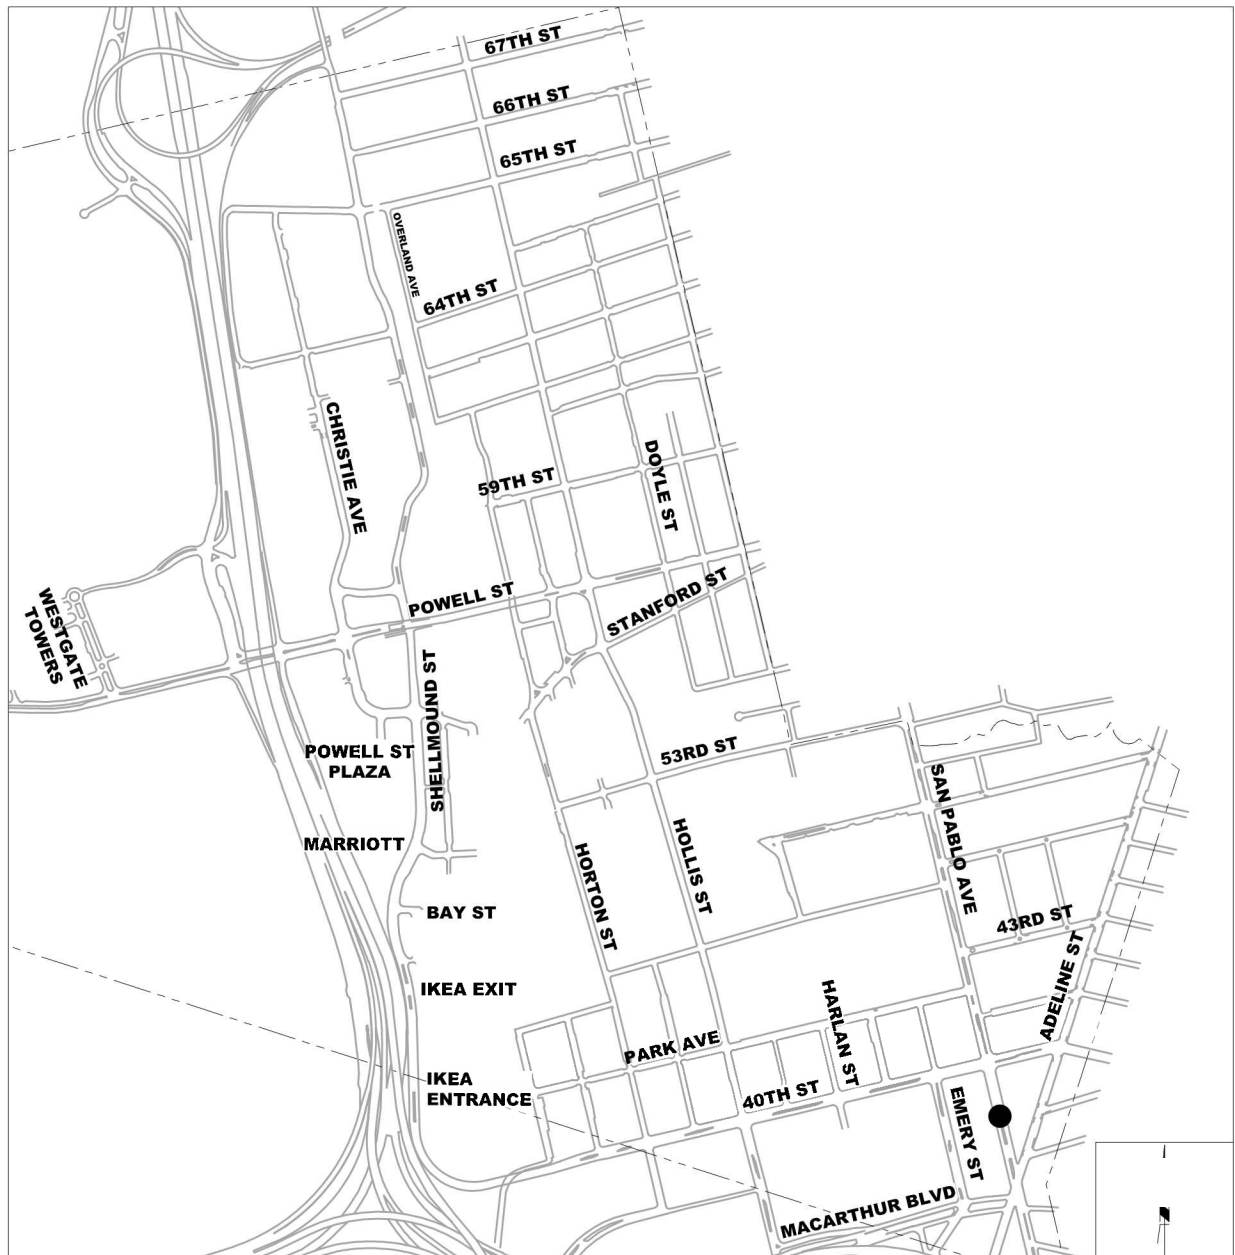 67TH ST
66TH ST
65TH ST
OVERLAND AVE
64TH ST
CHRISTIE AVE
59TH ST
DOYLE ST
POWELL ST
STANFORD ST
WESTGATE
TOWERS
SHELLMOUND ST
POWELL ST
PLAZA
53RD ST
SAN PABLO AVE
MARRIOTT
HOLLIS ST
HORTON ST
BAY ST
43RD ST
ADELINE ST
IKEA EXIT
HARLAN ST
PARK AVE
IKEA
ENTRANCE
40TH ST
EMERY ST
MACARTHUR BLVD